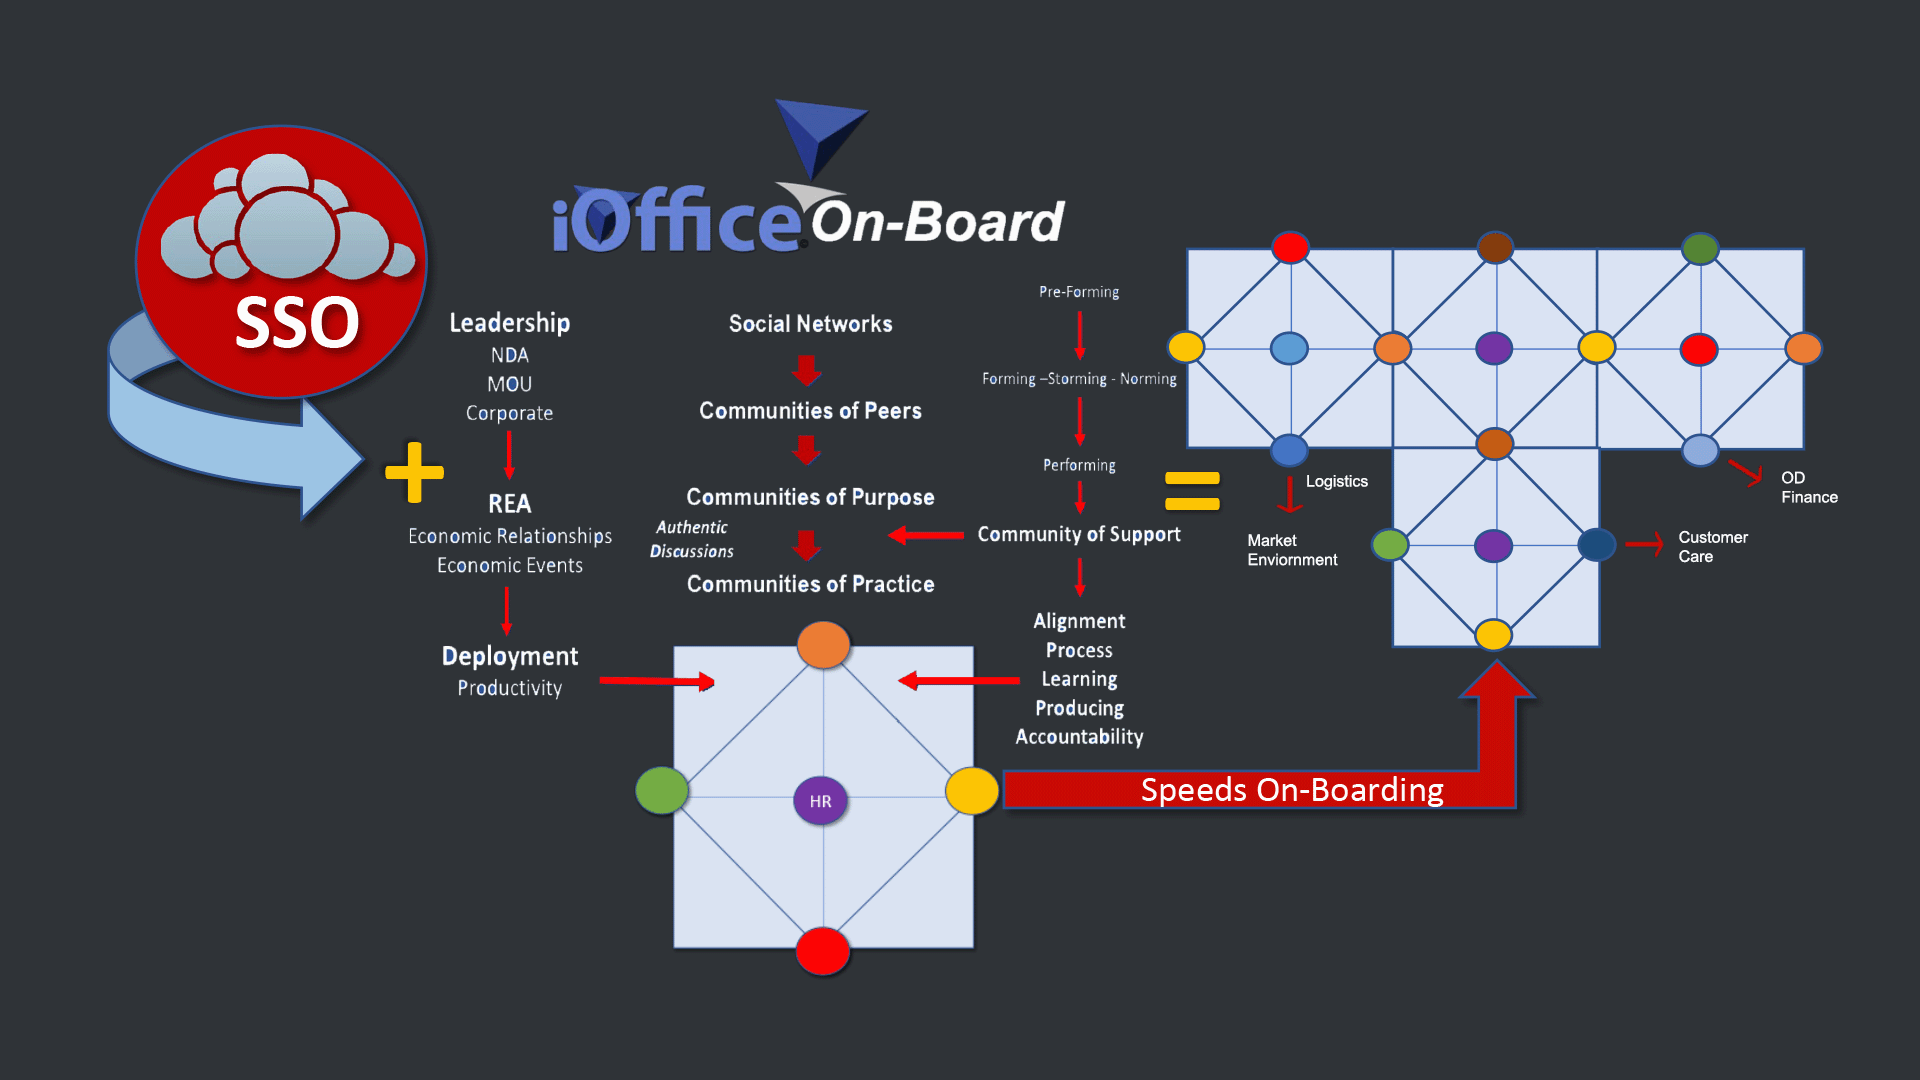 SSO
iOffice On-Board
Leadership
NDA
MOU
Corporate
REA
Economic Relationships
Economic Events
Deployment
Productivity
Social Networks
Communities of Peers
Communities of Purpose
Authentic
Discussions
Communities of Practice
Pre-Forming
Forming –Storming - Norming
Performing
Community of Support
Alignment
Process
Learning
Producing
Accountability
HR
Speeds On-Boarding
Logistics
Market
Enviornment
OD
Finance
Customer
Care